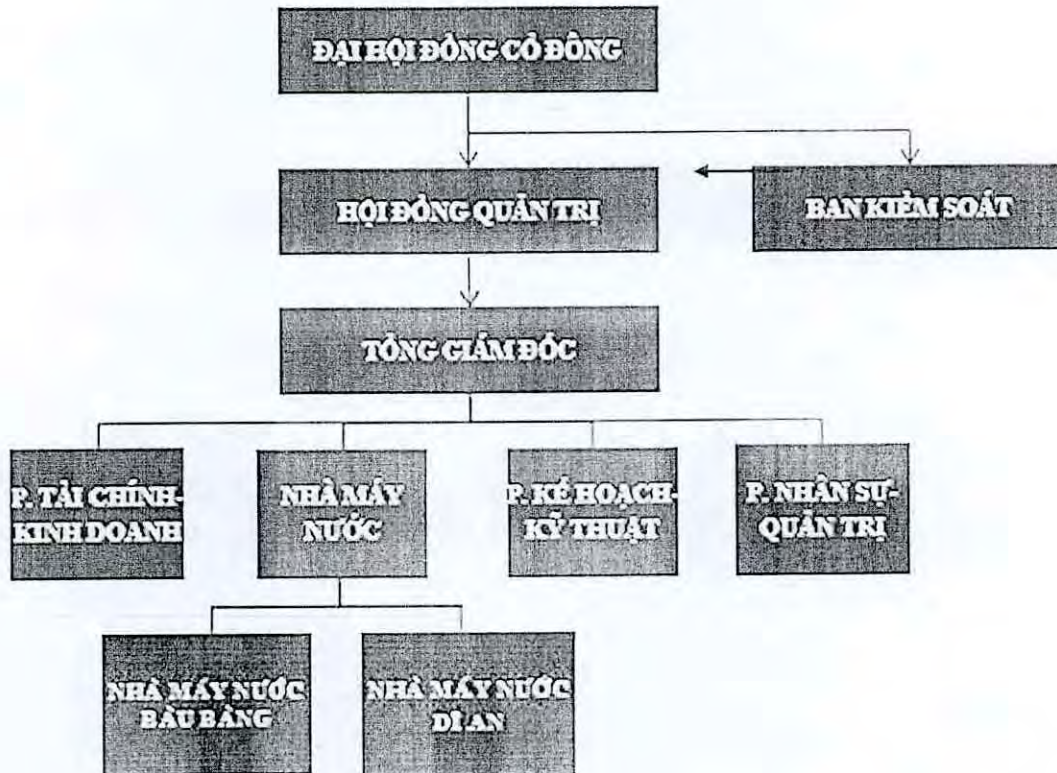 ĐẠI HỘI ĐỒNG CỔ ĐÔNG
HỘI ĐỒNG QUẢN TRỊ
BAN KIỂM SOÁT
TỔNG GIÁM ĐỐC
P. TÀI CHÍNH-
KINH DOANH
NHÀ MÁY
NƯỚC
P. KẾ HOẠCH-
KỸ THUẬT
P. NHÂN SỰ-
QUẢN TRỊ
NHÀ MÁY NƯỚC
BÀU BÀNG
NHÀ MÁY NƯỚC
DĨ AN